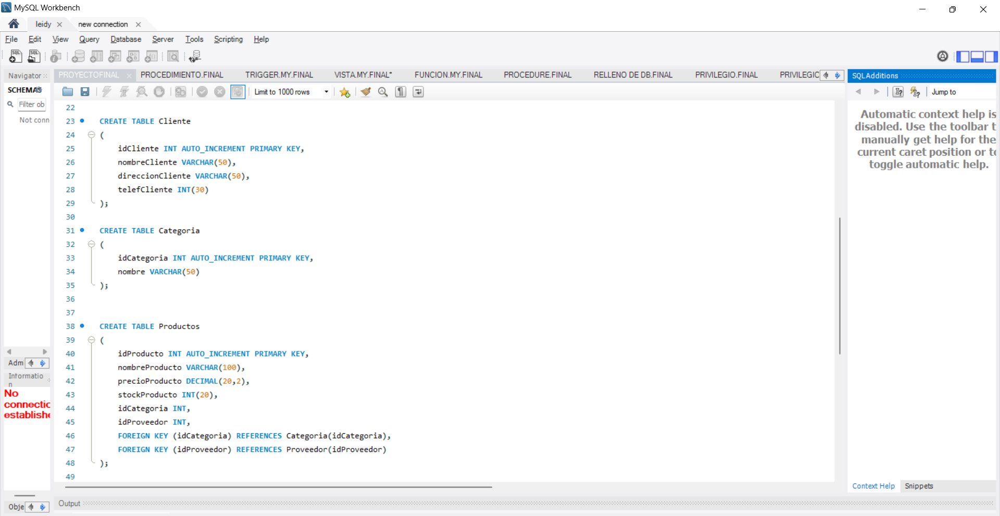 MySQL Workbench
leidy
new connection
File Edit View Query Database Server Tools Scripting Help
Navigator
PROYECTOFINAL PROCEDIMIENTO.FINAL TRIGGER.MY.FINAL VISTA.MY.FINAL* FUNCION.MY.FINAL PROCEDURE.FINAL RELLENO DE DB.FINAL PRIVILEGIO.FINAL PRIVILEGIC
SQLAdditions
SCHEMAS
Limit to 1000 rows
Jump to
Filter ob
Not conn
22
23 CREATE TABLE Cliente
24 (
25 idCliente INT AUTO_INCREMENT PRIMARY KEY,
26 nombreCliente VARCHAR(50),
27 direccionCliente VARCHAR(50),
28 telefCliente INT(30)
29 );
30
31 CREATE TABLE Categoria
32 (
33 idCategoria INT AUTO_INCREMENT PRIMARY KEY,
34 nombre VARCHAR(50)
35 );
36
37
38 CREATE TABLE Productos
39 (
40 idProducto INT AUTO_INCREMENT PRIMARY KEY,
41 nombreProducto VARCHAR(100),
42 precioProducto DECIMAL(20,2),
43 stockProducto INT(20),
44 idCategoria INT,
45 idProveedor INT,
46 FOREIGN KEY (idCategoria) REFERENCES Categoria(idCategoria),
47 FOREIGN KEY (idProveedor) REFERENCES Proveedor(idProveedor)
48 );
49
Automatic context help is
disabled. Use the toolbar t
manually get help for the
current caret position or to
toggle automatic help.
Adm
Informatio
n
No
connectic
establishe
Obje
Output
Context Help
Snippets